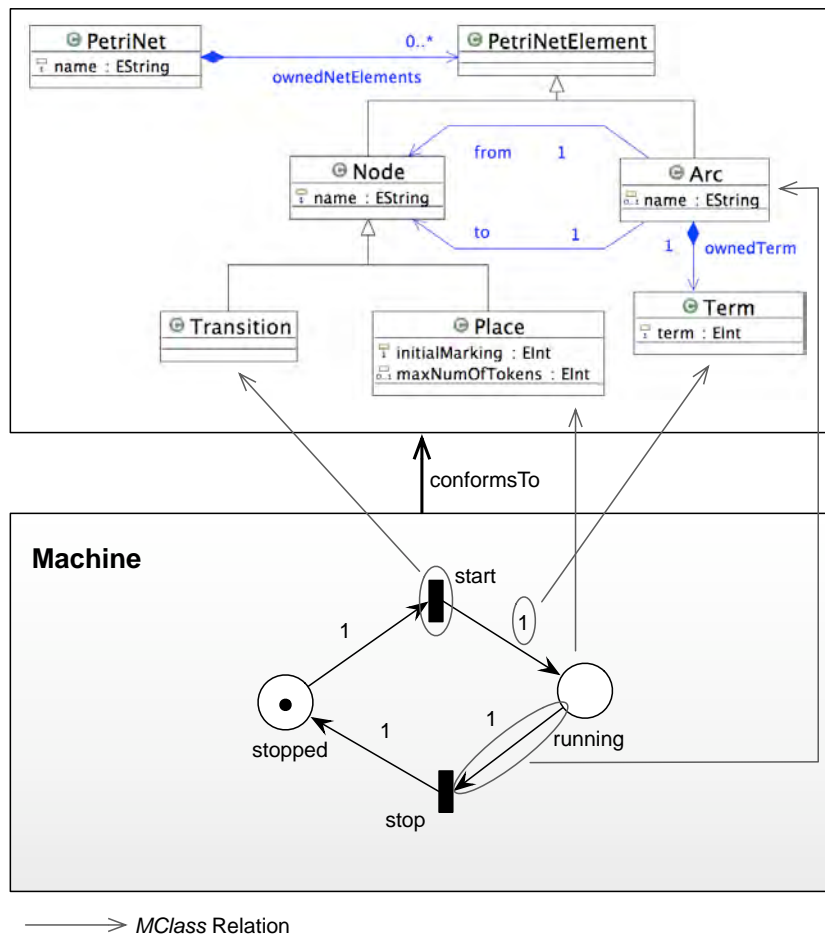 PetriNet
name : EString
0..*
ownedNetElements
PetriNetElement
from 1
Node
name : EString
Arc
name : EString
to 1
1 ownedTerm
Transition
Place
initialMarking : EInt
maxNumOfTokens : EInt
Term
term : EInt
conformsTo
Machine
start
1
1
stopped
1
1
running
stop
MClass Relation